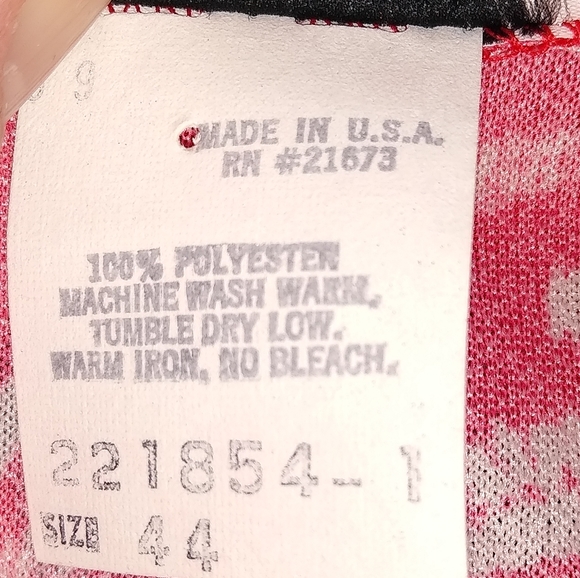 9
MADE IN U.S.A.
RN #21673
100% POLYESTER
MACHINE WASH WARM,
TUMBLE DRY LOW.
WARM IRON, NO BLEACH.
221854-1
SIZE 44